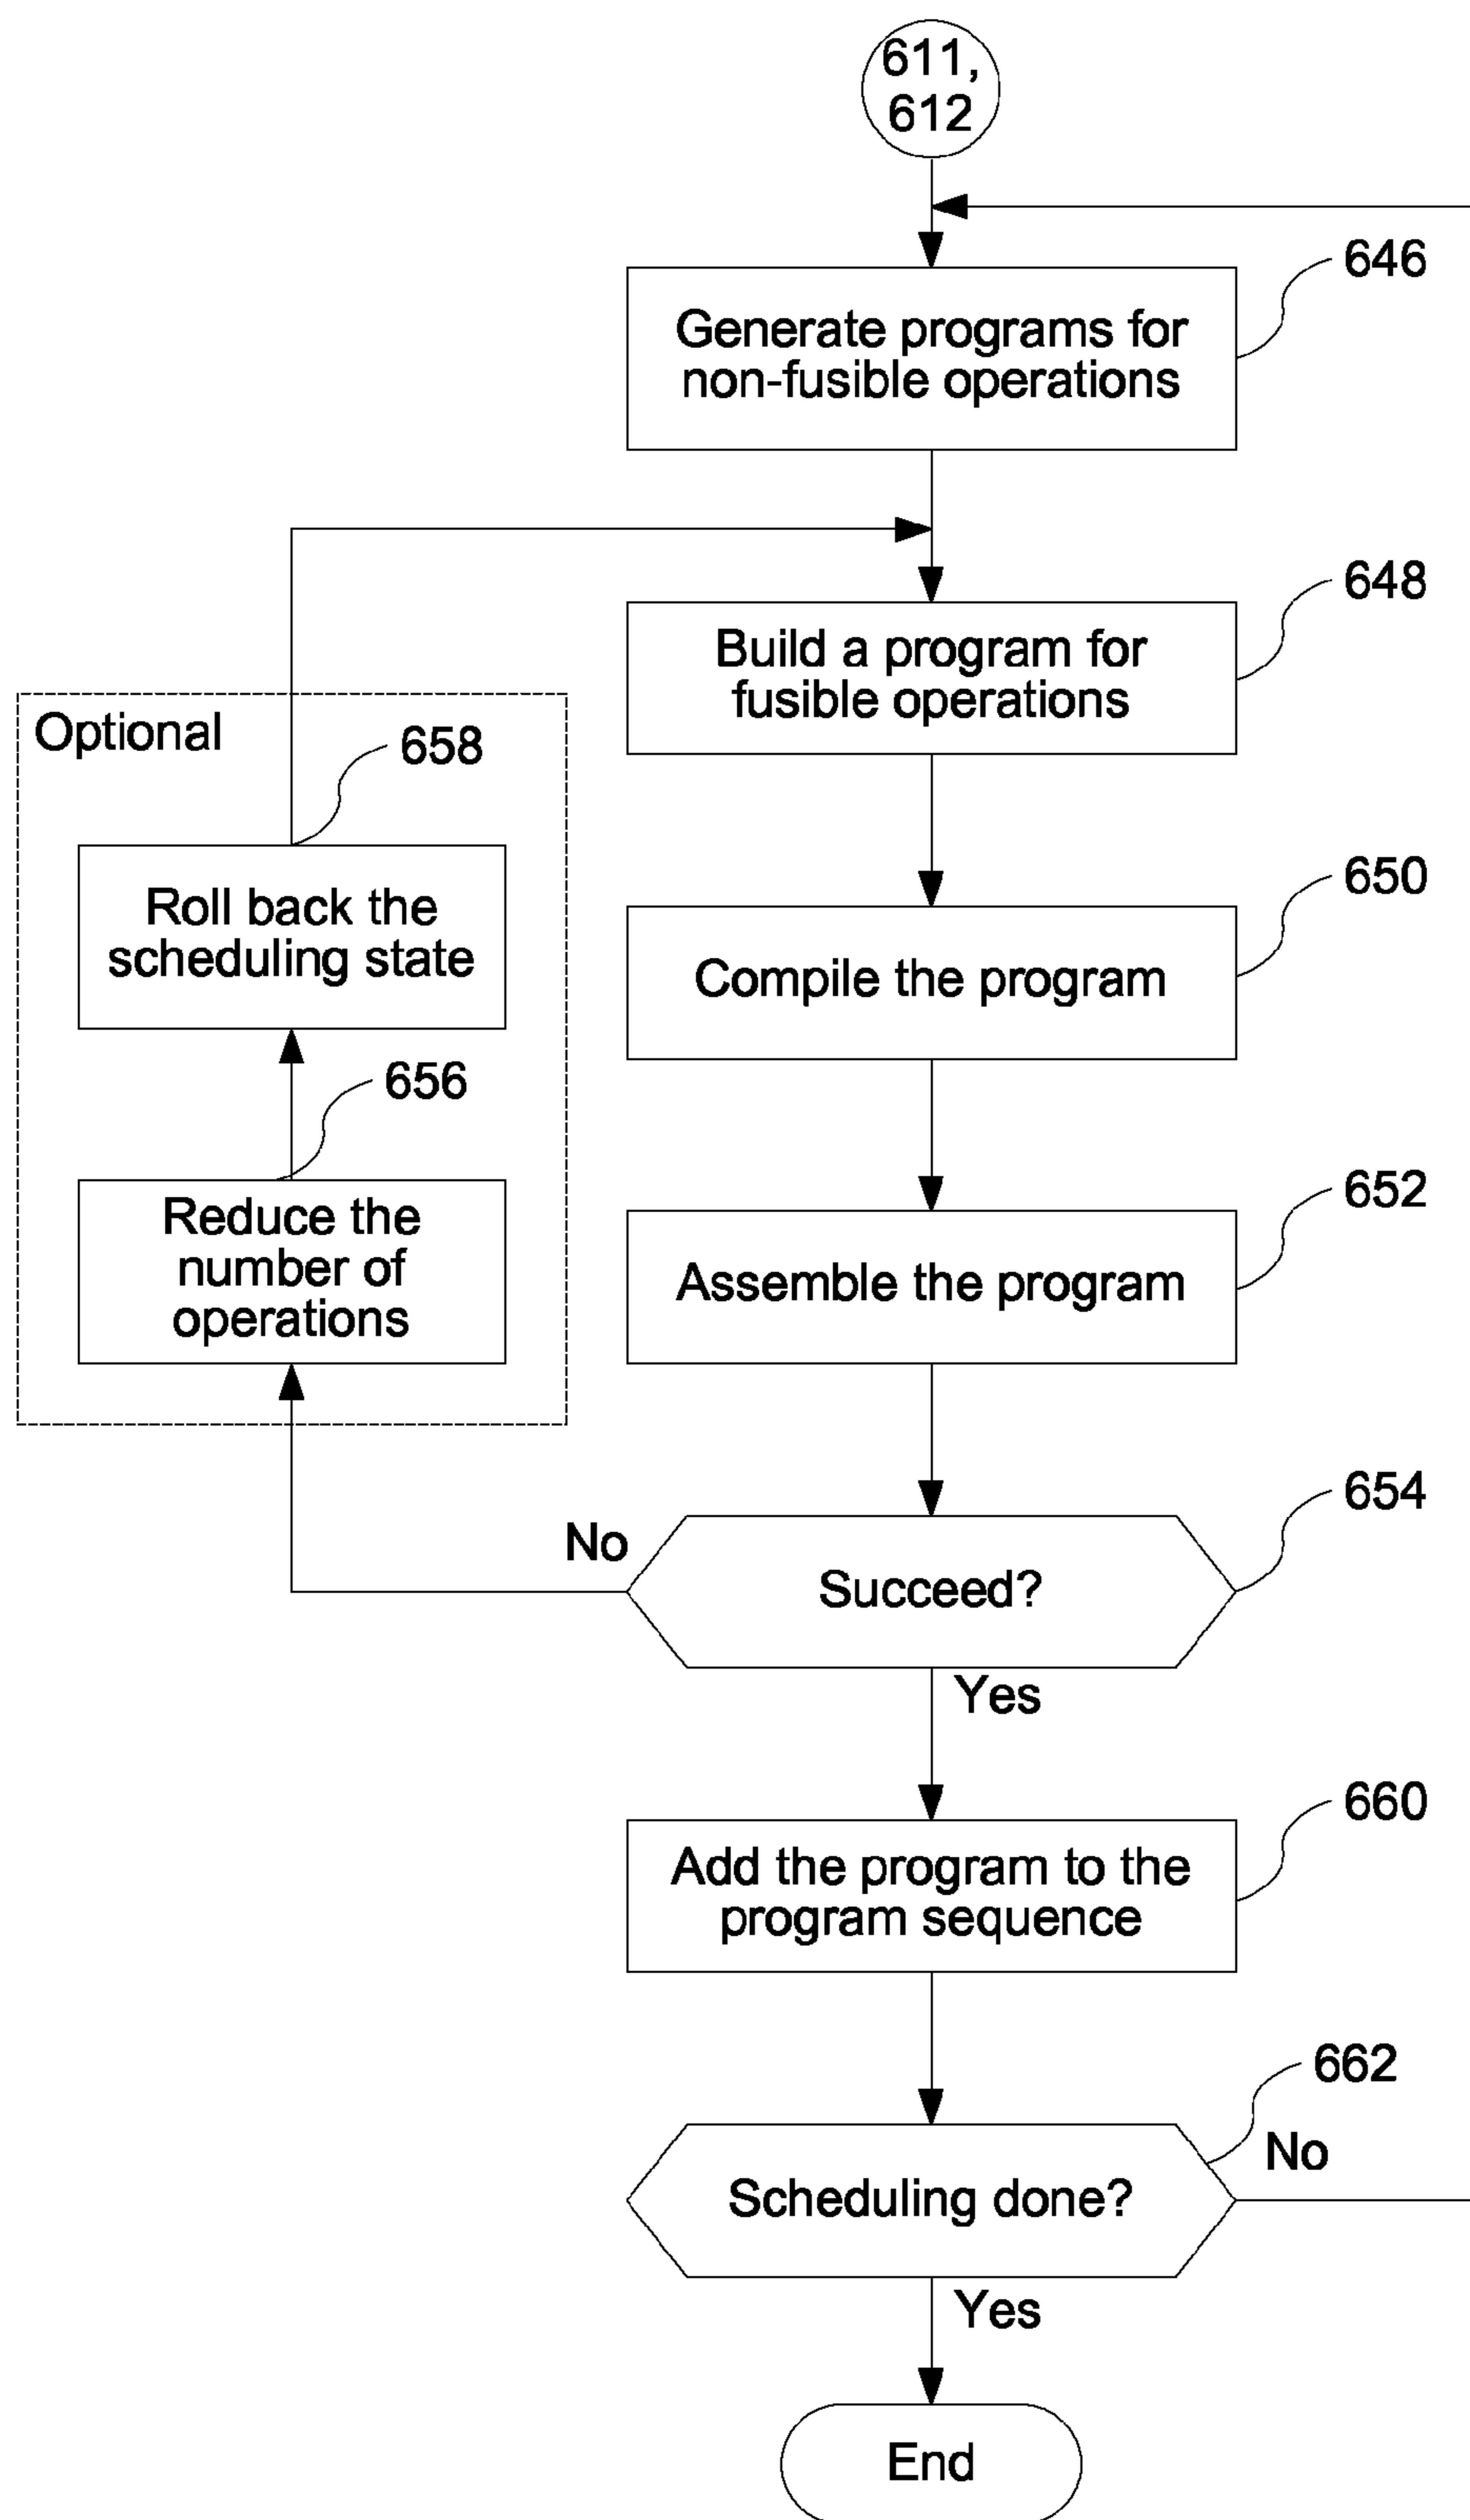 611,
612
646
Generate programs for
non-fusible operations
648
Build a program for
fusible operations
Optional
658
Roll back the
scheduling state
650
Compile the program
656
Reduce the
number of
operations
652
Assemble the program
654
No
Succeed?
Yes
660
Add the program to the
program sequence
662
No
Scheduling done?
Yes
End